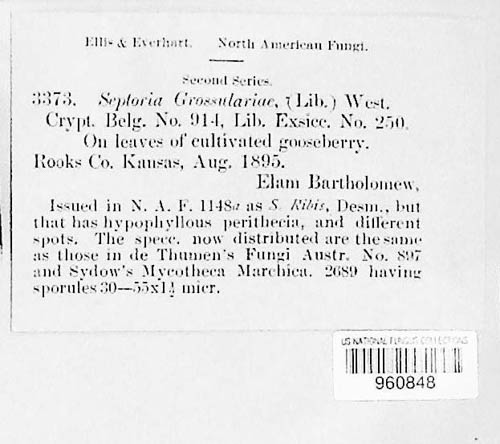 Ellis & Everhart. North American Fungi.
Second Series.
3373. Septoria Grossulariae, (Lib.) West.
Crypt. Belg. No. 914, Lib. Exsicc. No. 250.
On leaves of cultivated gooseberry.
Rooks Co. Kansas, Aug. 1895.
Elam Bartholomew,
Issued in N. A. F. 1148a as S. Ribis, Desm., but
that has hypophyllous perithecia, and different
spots. The specc. now distributed are the same
as those in de Thumen's Fungi Austr. No. 897
and Sydow's Mycotheca Marchica. 2689 having
sporules 30—55x1½ micr.
US NATIONAL FUNGUS COLLECTIONS
960848